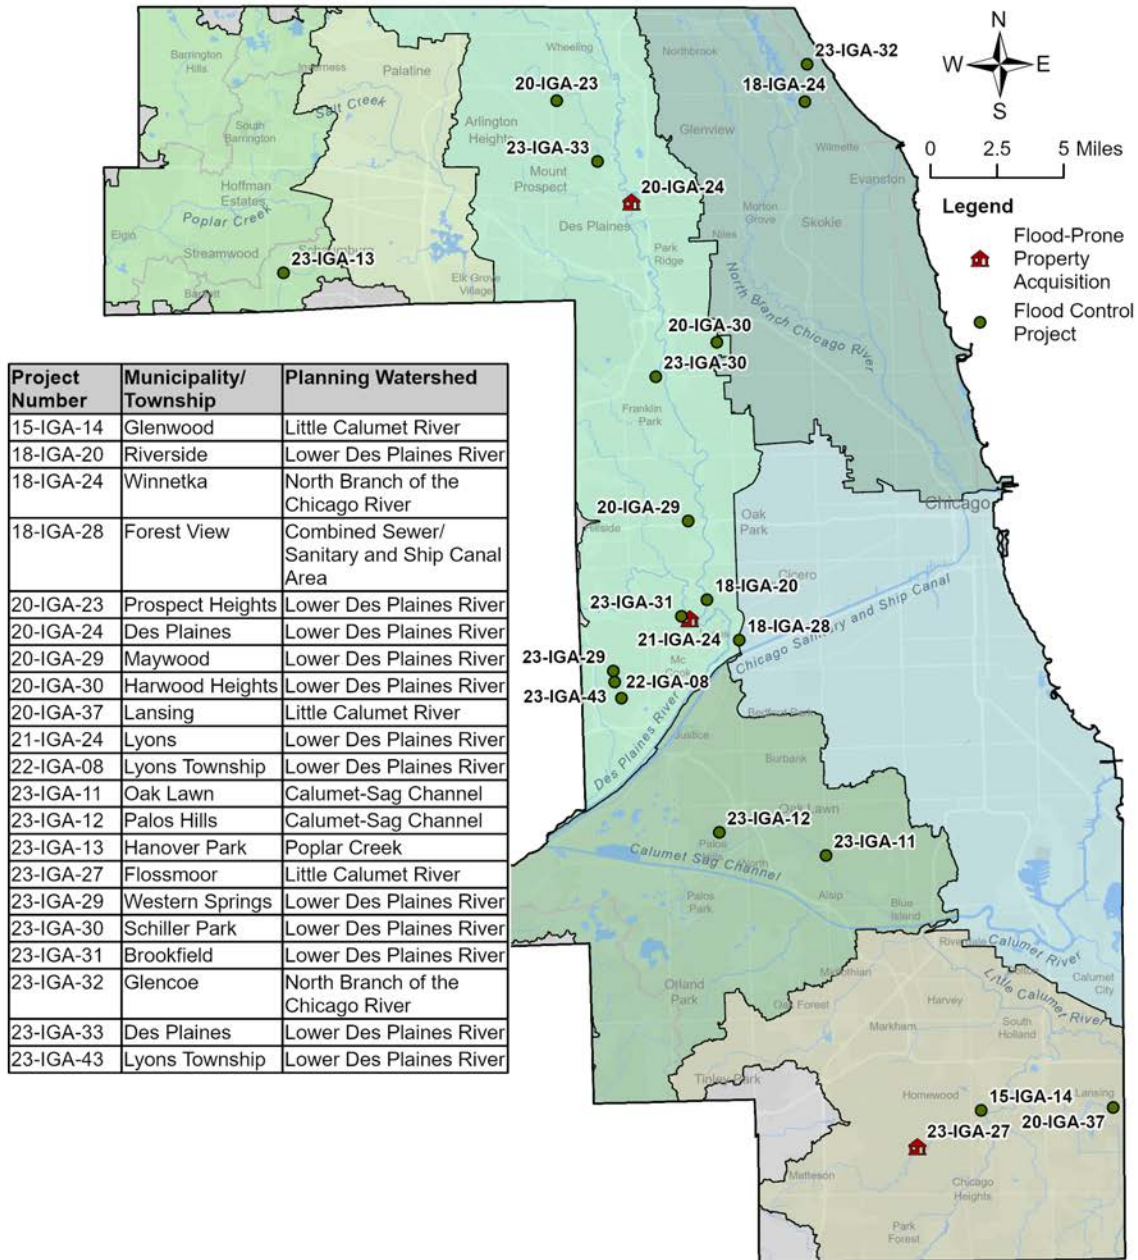 N
W
E
S
0
2.5
5 Miles
Legend
Flood-Prone
Property
Acquisition
Flood Control
Project
23-IGA-32
18-IGA-24
20-IGA-23
23-IGA-33
20-IGA-24
23-IGA-13
20-IGA-30
23-IGA-30
20-IGA-29
18-IGA-20
23-IGA-31
21-IGA-24
18-IGA-28
23-IGA-29
22-IGA-08
23-IGA-43
23-IGA-12
23-IGA-11
15-IGA-14
20-IGA-37
23-IGA-27
Barrington
Hills
Inverness
Palatine
Wheeling
Northbrook
Salt Creek
Arlington
Heights
Glenview
Wilmette
South
Barrington
Mount
Prospect
Evanston
Hoffman
Estates
Morton
Grove
Skokie
Poplar Creek
Des Plaines
Niles
Elgin
Streamwood
Schaumburg
Park
Ridge
Bartlett
Elk Grove
Village
North Branch Chicago River
Franklin
Park
Chicago
Oak
Park
Hillside
Cicero
Chicago Sanitary and Ship Canal
Mc
Cook
Bedford Park
Des Plaines River
Justice
Burbank
Oak Lawn
Palos
Worth
Calumet Sag Channel
Palos
Park
Alsip
Blue
Island
Riverdale
Calumet River
Dolton
Calumet
City
Little Calumet River
Orland
Park
Midlothian
Oak Forest
Harvey
Markham
South
Holland
Tinley Park
Homewood
Lansing
Matteson
Chicago
Heights
Park
Forest
Project Number Municipality/ Township Planning Watershed
15-IGA-14 Glenwood Little Calumet River
18-IGA-20 Riverside Lower Des Plaines River
18-IGA-24 Winnetka North Branch of the
Chicago River
18-IGA-28 Forest View Combined Sewer/
Sanitary and Ship Canal
Area
20-IGA-23 Prospect Heights Lower Des Plaines River
20-IGA-24 Des Plaines Lower Des Plaines River
20-IGA-29 Maywood Lower Des Plaines River
20-IGA-30 Harwood Heights Lower Des Plaines River
20-IGA-37 Lansing Little Calumet River
21-IGA-24 Lyons Lower Des Plaines River
22-IGA-08 Lyons Township Lower Des Plaines River
23-IGA-11 Oak Lawn Calumet-Sag Channel
23-IGA-12 Palos Hills Calumet-Sag Channel
23-IGA-13 Hanover Park Poplar Creek
23-IGA-27 Flossmoor Little Calumet River
23-IGA-29 Western Springs Lower Des Plaines River
23-IGA-30 Schiller Park Lower Des Plaines River
23-IGA-31 Brookfield Lower Des Plaines River
23-IGA-32 Glencoe North Branch of the
Chicago River
23-IGA-33 Des Plaines Lower Des Plaines River
23-IGA-43 Lyons Township Lower Des Plaines River